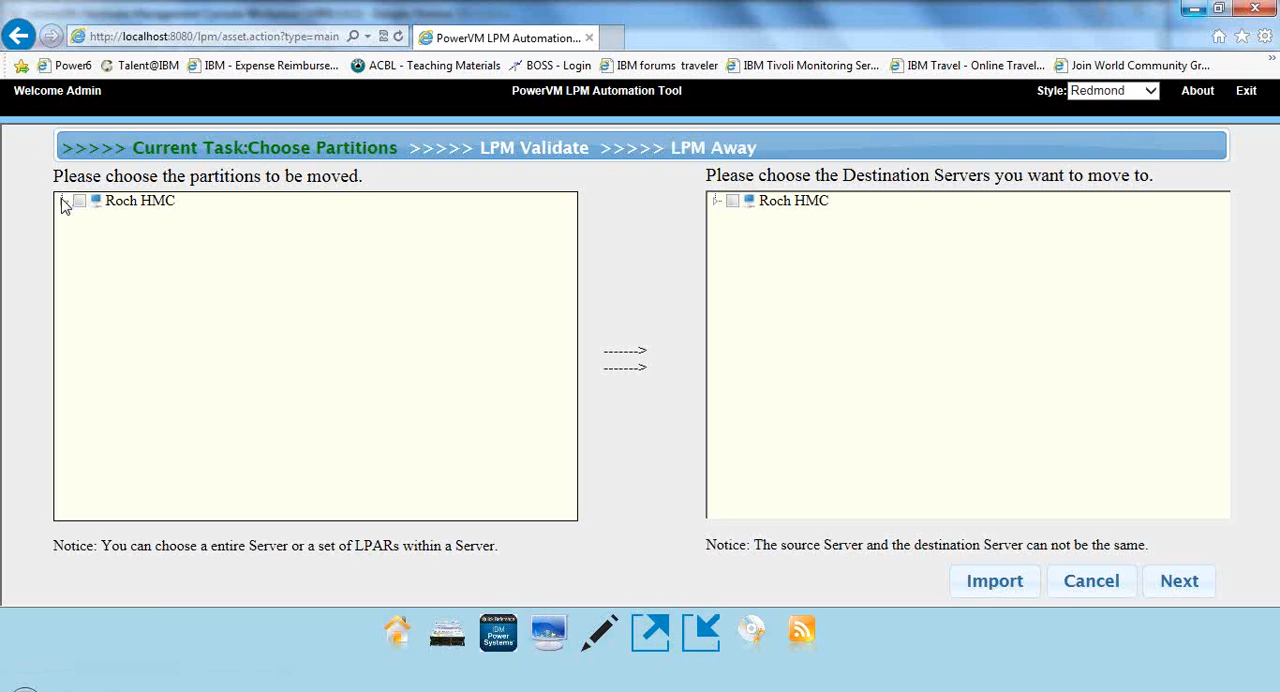 http://localhost:8080/lpm/asset.action?type=main
PowerVM LPM Automation...
Power6 Talent@IBM IBM - Expense Reimburse... ACBL - Teaching Materials BOSS - Login IBM forums traveler IBM Tivoli Monitoring Ser... IBM Travel - Online Travel... Join World Community Gr...
Welcome Admin PowerVM LPM Automation Tool Style: Redmond About Exit
>>>>> Current Task:Choose Partitions >>>>> LPM Validate >>>>> LPM Away
Please choose the partitions to be moved.
Please choose the Destination Servers you want to move to.
Roch HMC
Roch HMC
------->
------->
Notice: You can choose a entire Server or a set of LPARs within a Server.
Notice: The source Server and the destination Server can not be the same.
Import Cancel Next
Quick Reference
IBM
Power
Systems